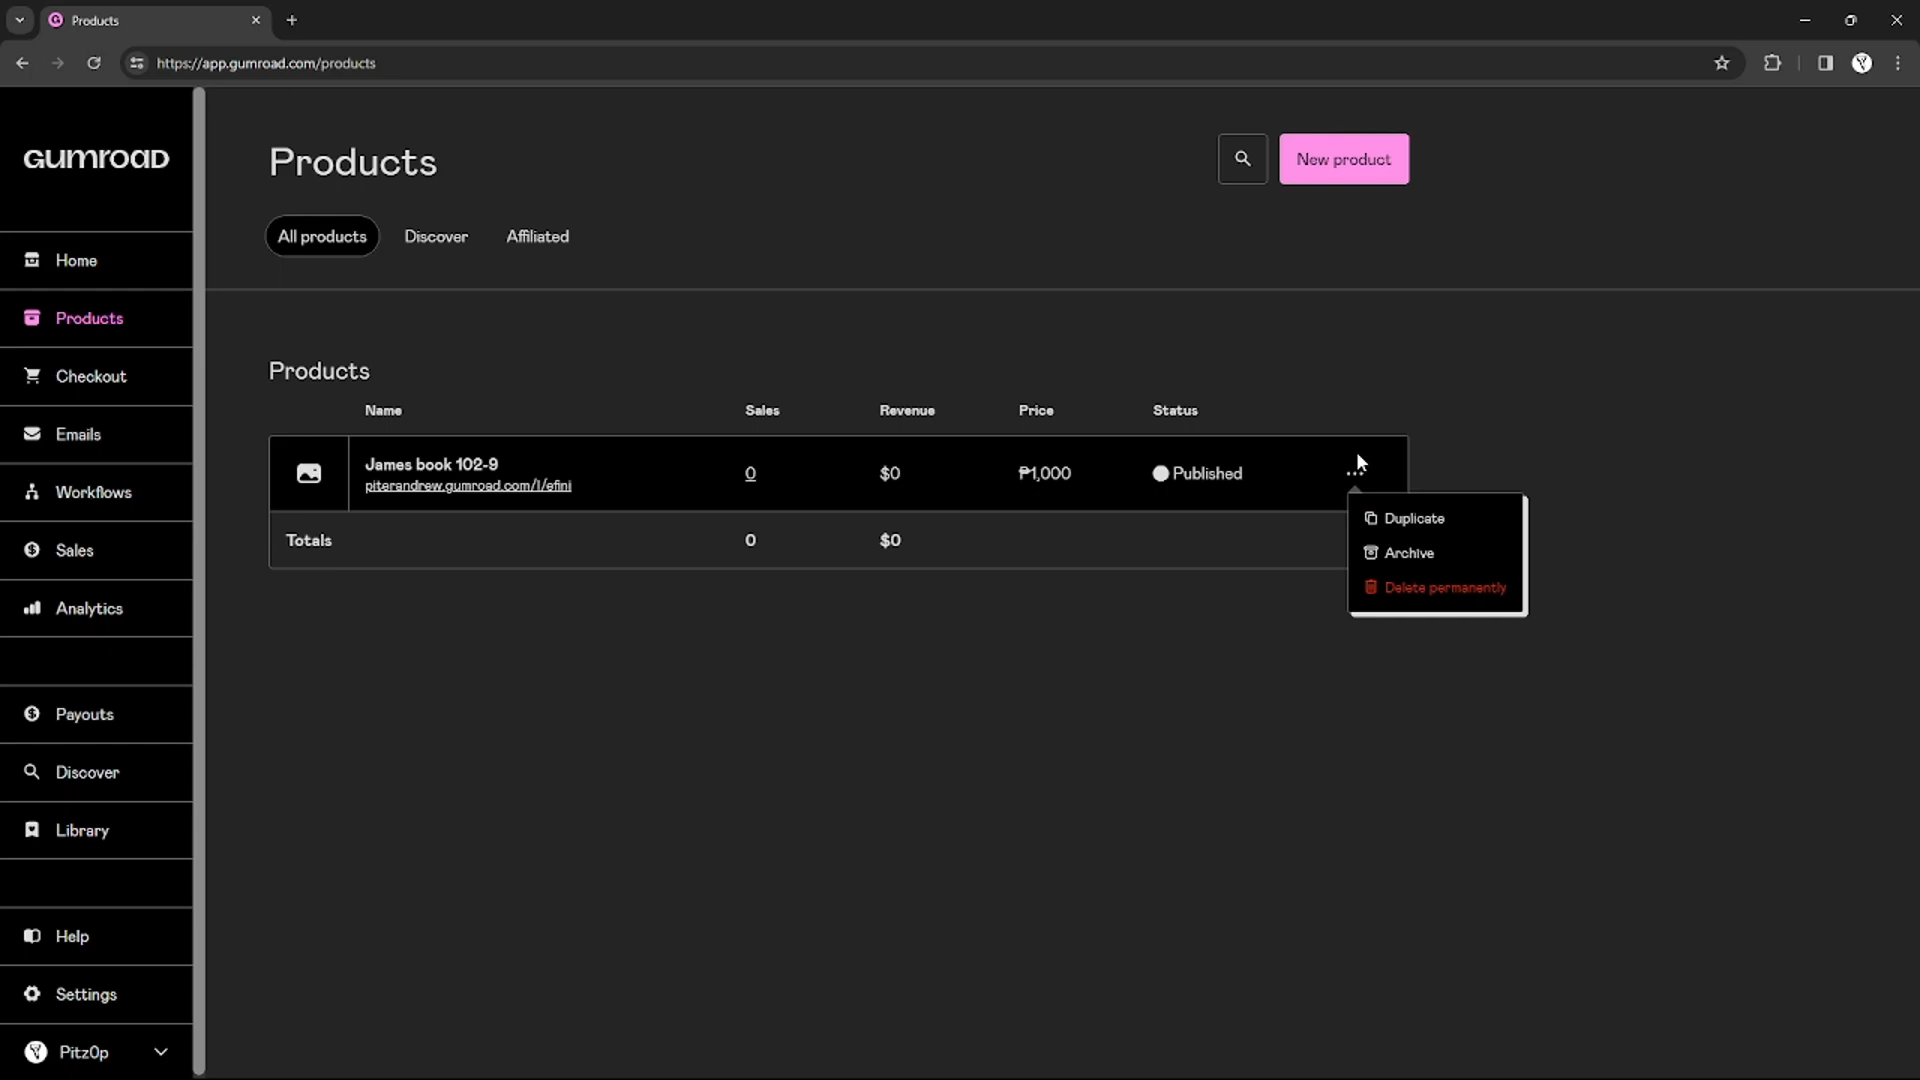 Products
https://app.gumroad.com/products
GUMROAD
Home
Products
Checkout
Emails
Workflows
Sales
Analytics
Payouts
Discover
Library
Help
Settings
PitzOp
Products
New product
All products Discover Affiliated
Products
Name Sales Revenue Price Status
James book 102-9
piterandrew.gumroad.com/l/efini
0 $0 ₱1,000 Published
...
Totals 0 $0
Duplicate
Archive
Delete permanently